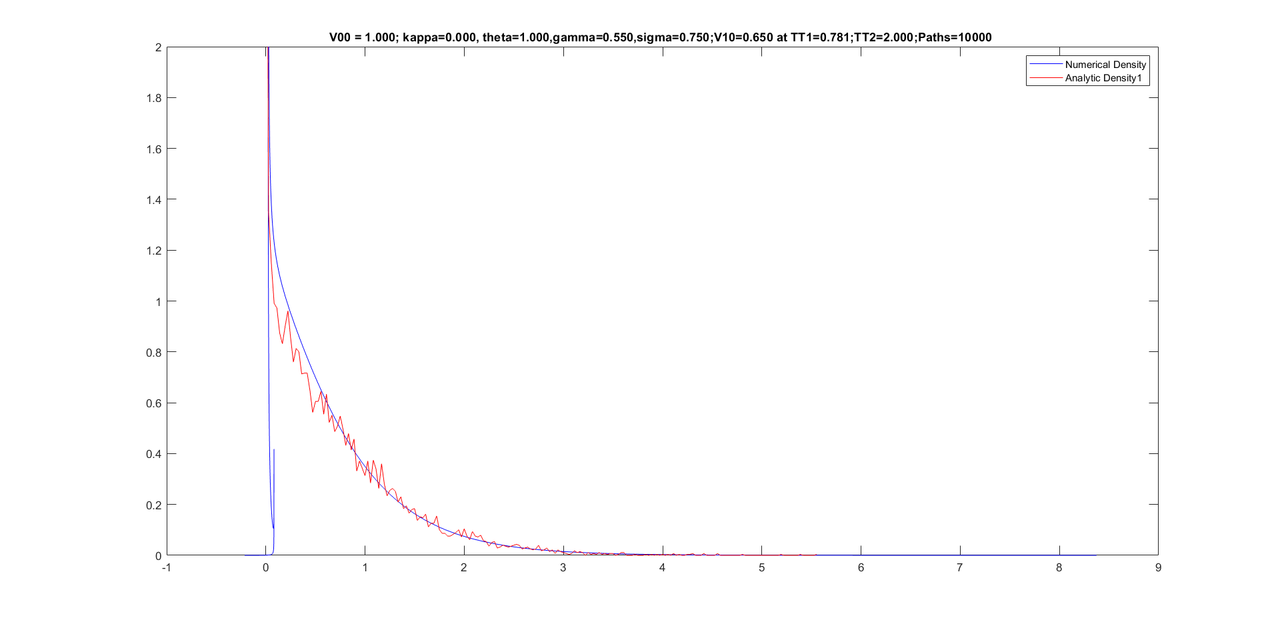 V00 = 1.000; kappa=0.000, theta=1.000,gamma=0.550,sigma=0.750;V10=0.650 at TT1=0.781;TT2=2.000;Paths=10000
Numerical Density
Analytic Density1
2
1.8
1.6
1.4
1.2
1
0.8
0.6
0.4
0.2
0
-1 0 1 2 3 4 5 6 7 8 9